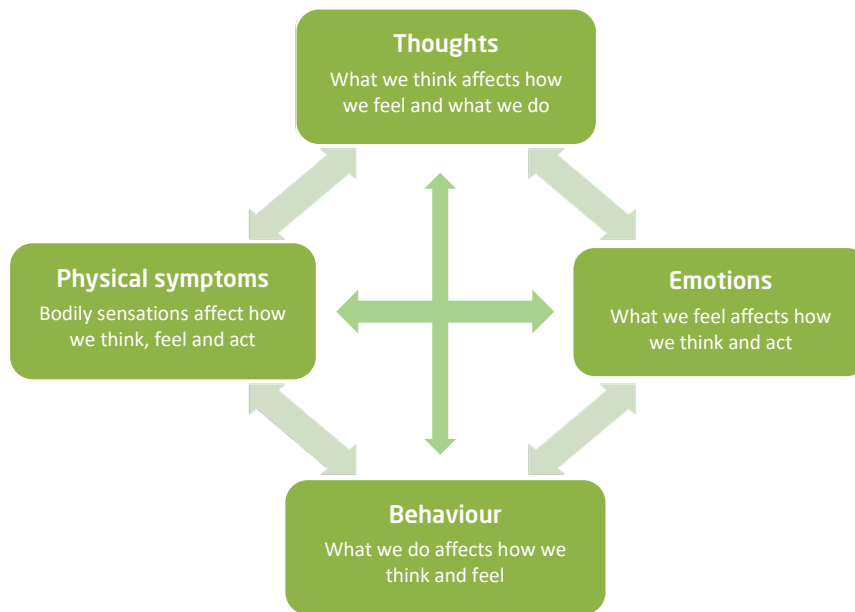 Thoughts
What we think affects how
we feel and what we do
Physical symptoms
Bodily sensations affect how
we think, feel and act
Emotions
What we feel affects how
we think and act
Behaviour
What we do affects how we
think and feel